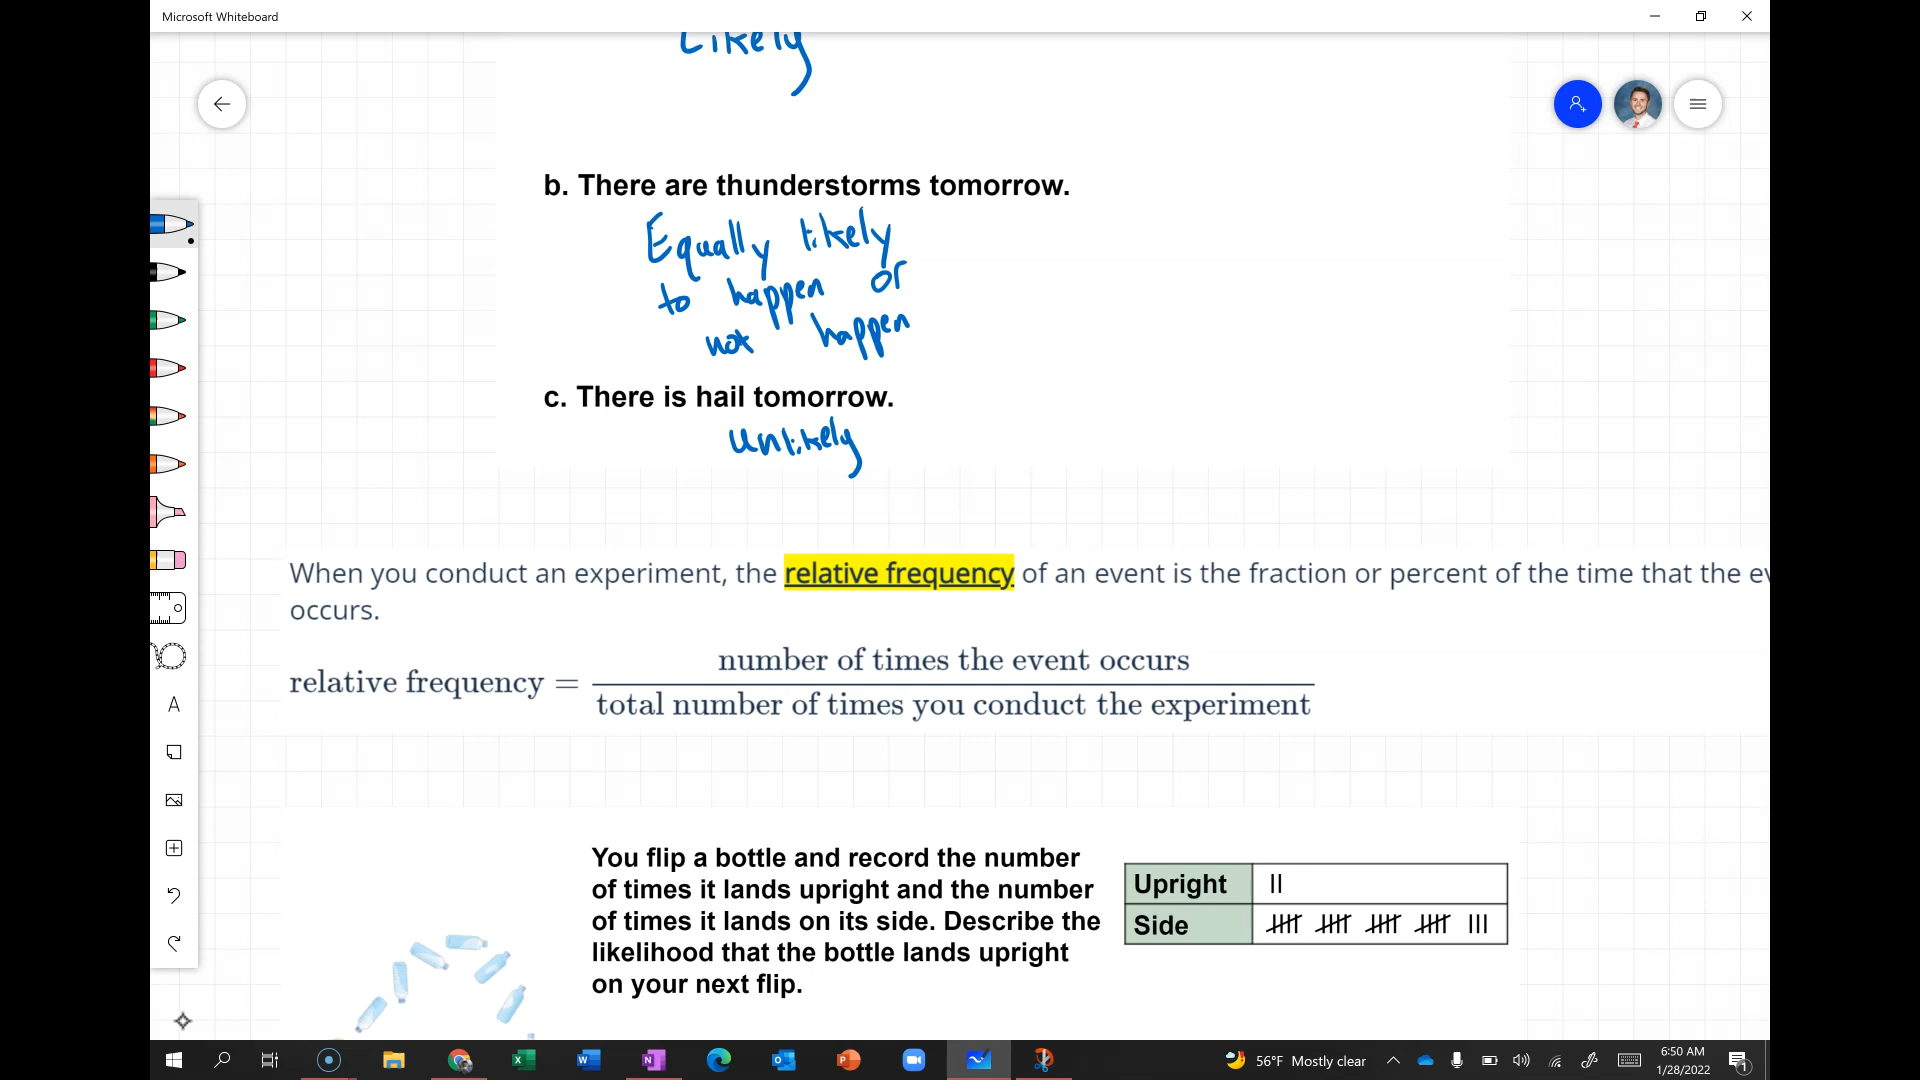 Microsoft Whiteboard
Likely
b. There are thunderstorms tomorrow.
Equally likely
to happen or
not happen
c. There is hail tomorrow.
Unlikely
When you conduct an experiment, the relative frequency of an event is the fraction or percent of the time that the ev
occurs.
relative frequency = number of times the event occurs
total number of times you conduct the experiment
You flip a bottle and record the number
of times it lands upright and the number
of times it lands on its side. Describe the
likelihood that the bottle lands upright
on your next flip.
Upright ||
Side |||| |||| |||| |||| |||
A
56°F Mostly clear
6:50 AM
1/28/2022
1